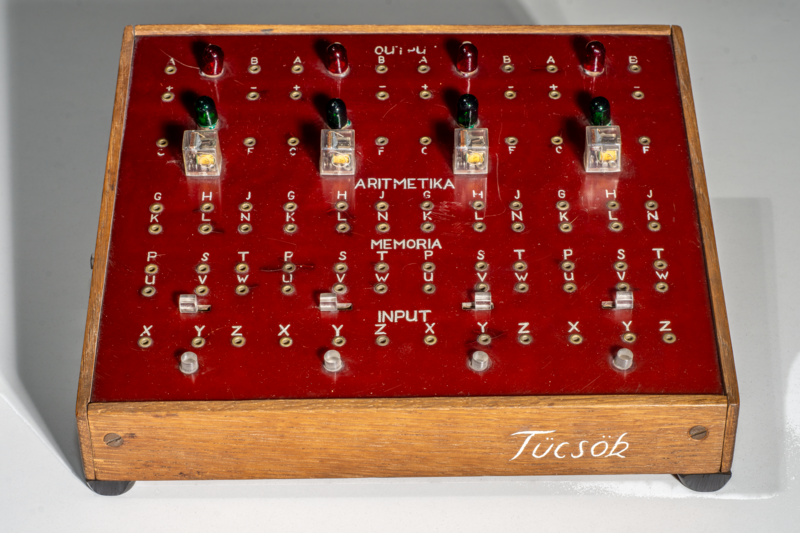 OUTPUT
A B A B A B A B
+ - + - + - + -
C F C F C F C F
ARITMETIKA
G H J G H J G H J G H J
K L N K L N K L N K L N
MEMORIA
P S T P S T P S T P S T
U V W U V W U V W U V W
INPUT
X Y Z X Y Z X Y Z X Y Z
Tücsök